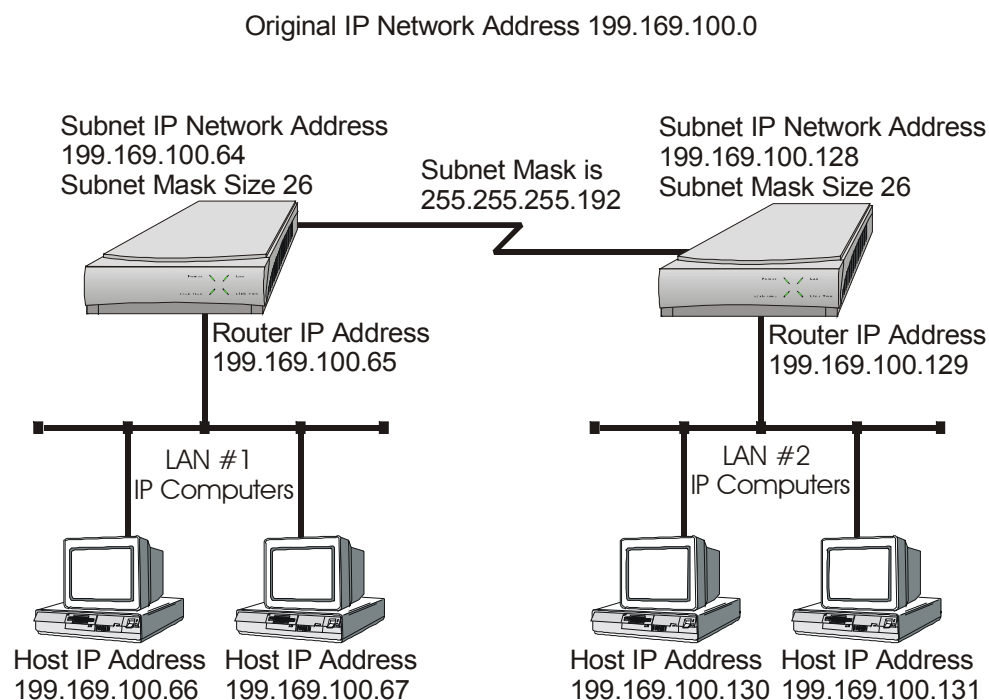 Original IP Network Address 199.169.100.0
Subnet IP Network Address
199.169.100.64
Subnet Mask Size 26
Subnet Mask is
255.255.255.192
Subnet IP Network Address
199.169.100.128
Subnet Mask Size 26
Router IP Address
199.169.100.65
Router IP Address
199.169.100.129
LAN #1
IP Computers
LAN #2
IP Computers
Host IP Address
199.169.100.66
Host IP Address
199.169.100.67
Host IP Address
199.169.100.130
Host IP Address
199.169.100.131